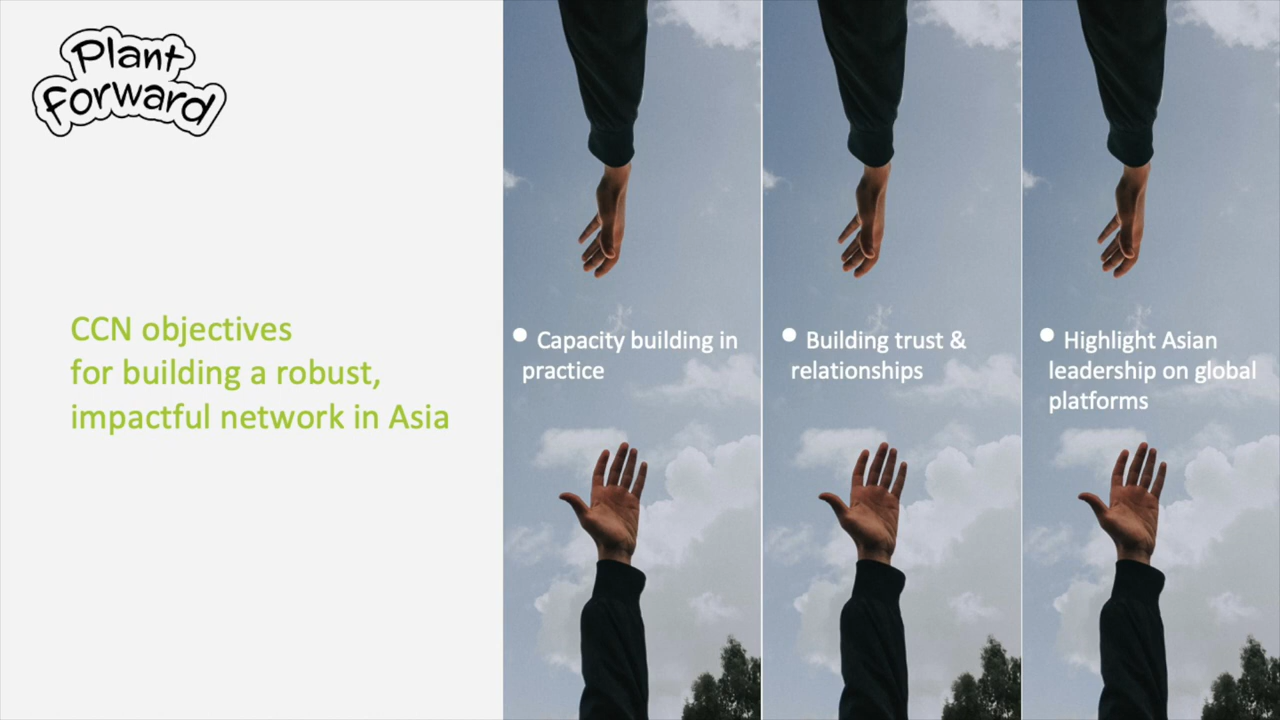 Plant
Forward
CCN objectives
for building a robust,
impactful network in Asia
• Capacity building in
practice
• Building trust &
relationships
• Highlight Asian
leadership on global
platforms